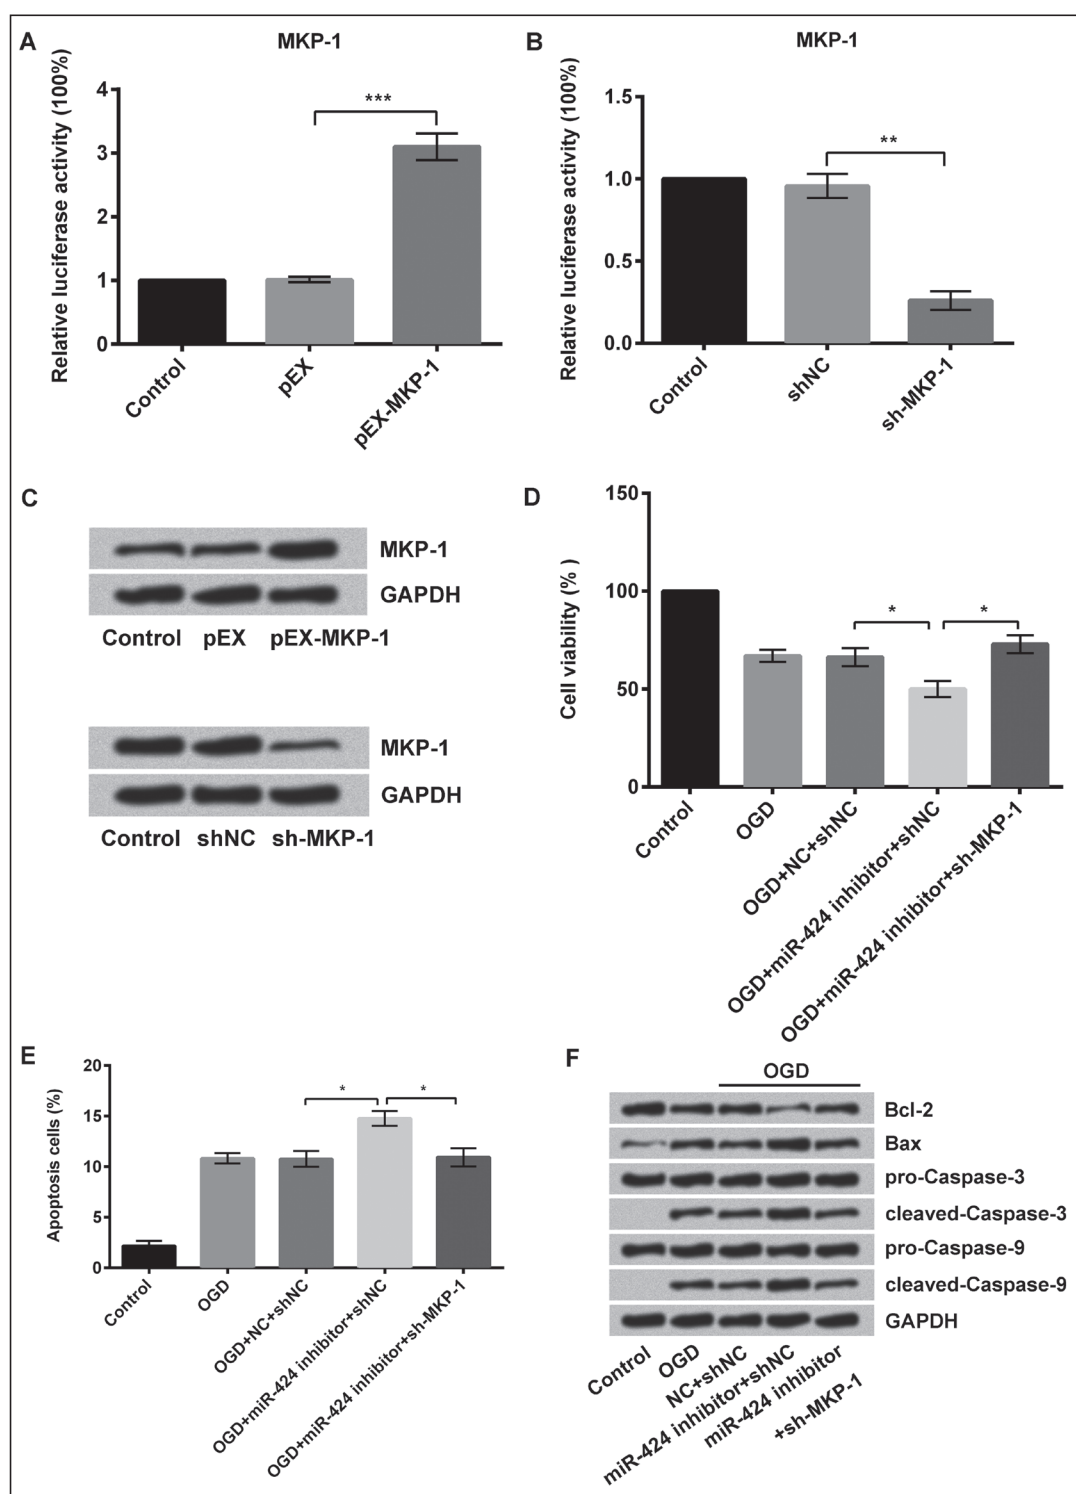 A
MKP-1
Relative luciferase activity (100%)
4
3
2
1
0
***
Control
pEX
pEX-MKP-1
B
MKP-1
Relative luciferase activity (100%)
1.5
1.0
0.5
0.0
**
Control
shNC
sh-MKP-1
C
MKP-1
GAPDH
Control pEX pEX-MKP-1
MKP-1
GAPDH
Control shNC sh-MKP-1
D
Cell viability (% )
150
100
50
0
* *
Control
OGD
OGD+NC+shNC
OGD+miR-424 inhibitor+shNC
OGD+miR-424 inhibitor+sh-MKP-1
E
Apoptosis cells (%)
20
15
10
5
0
* *
Control
OGD
OGD+NC+shNC
OGD+miR-424 inhibitor+shNC
OGD+miR-424 inhibitor+sh-MKP-1
F
OGD
Bcl-2
Bax
pro-Caspase-3
cleaved-Caspase-3
pro-Caspase-9
cleaved-Caspase-9
GAPDH
Control
OGD
NC+shNC
miR-424 inhibitor+shNC
miR-424 inhibitor
+sh-MKP-1